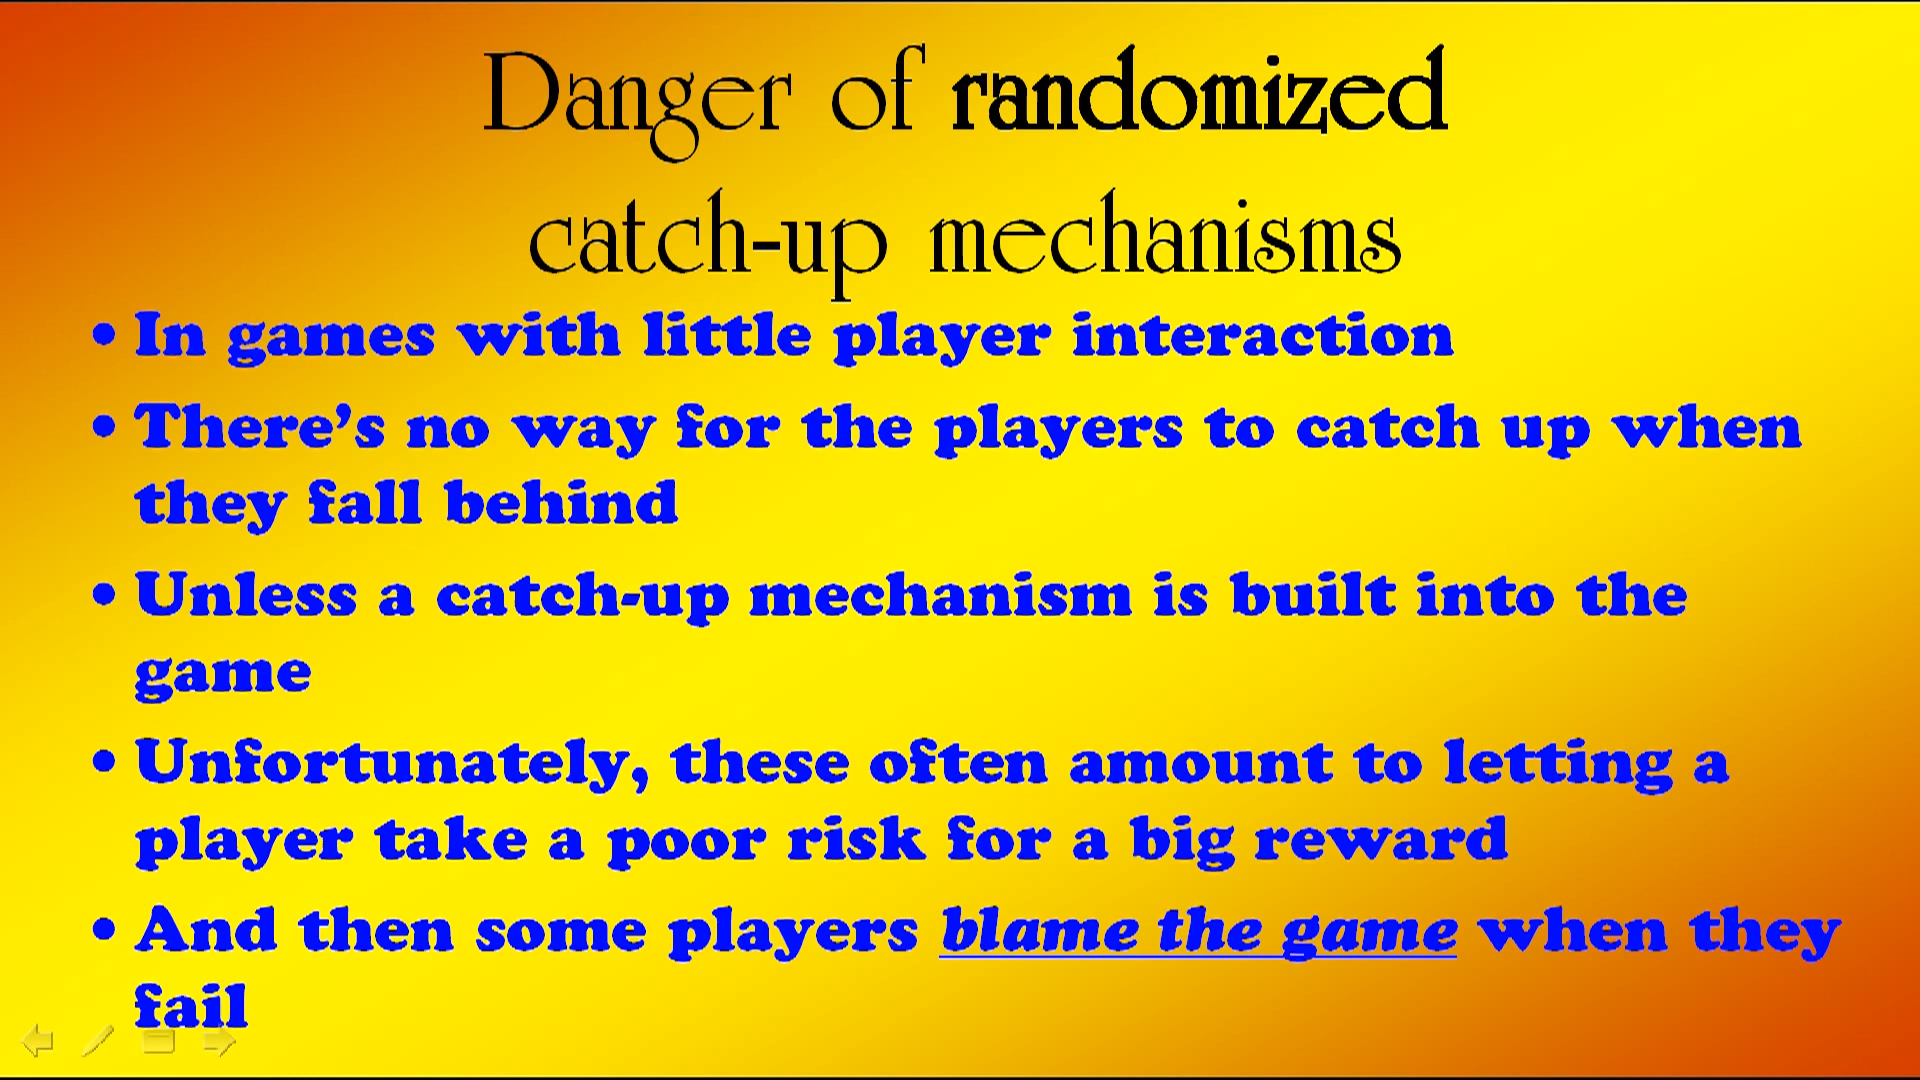 Danger of randomized
catch-up mechanisms
• In games with little player interaction
• There’s no way for the players to catch up when
they fall behind
• Unless a catch-up mechanism is built into the
game
• Unfortunately, these often amount to letting a
player take a poor risk for a big reward
• And then some players blame the game when they
fail